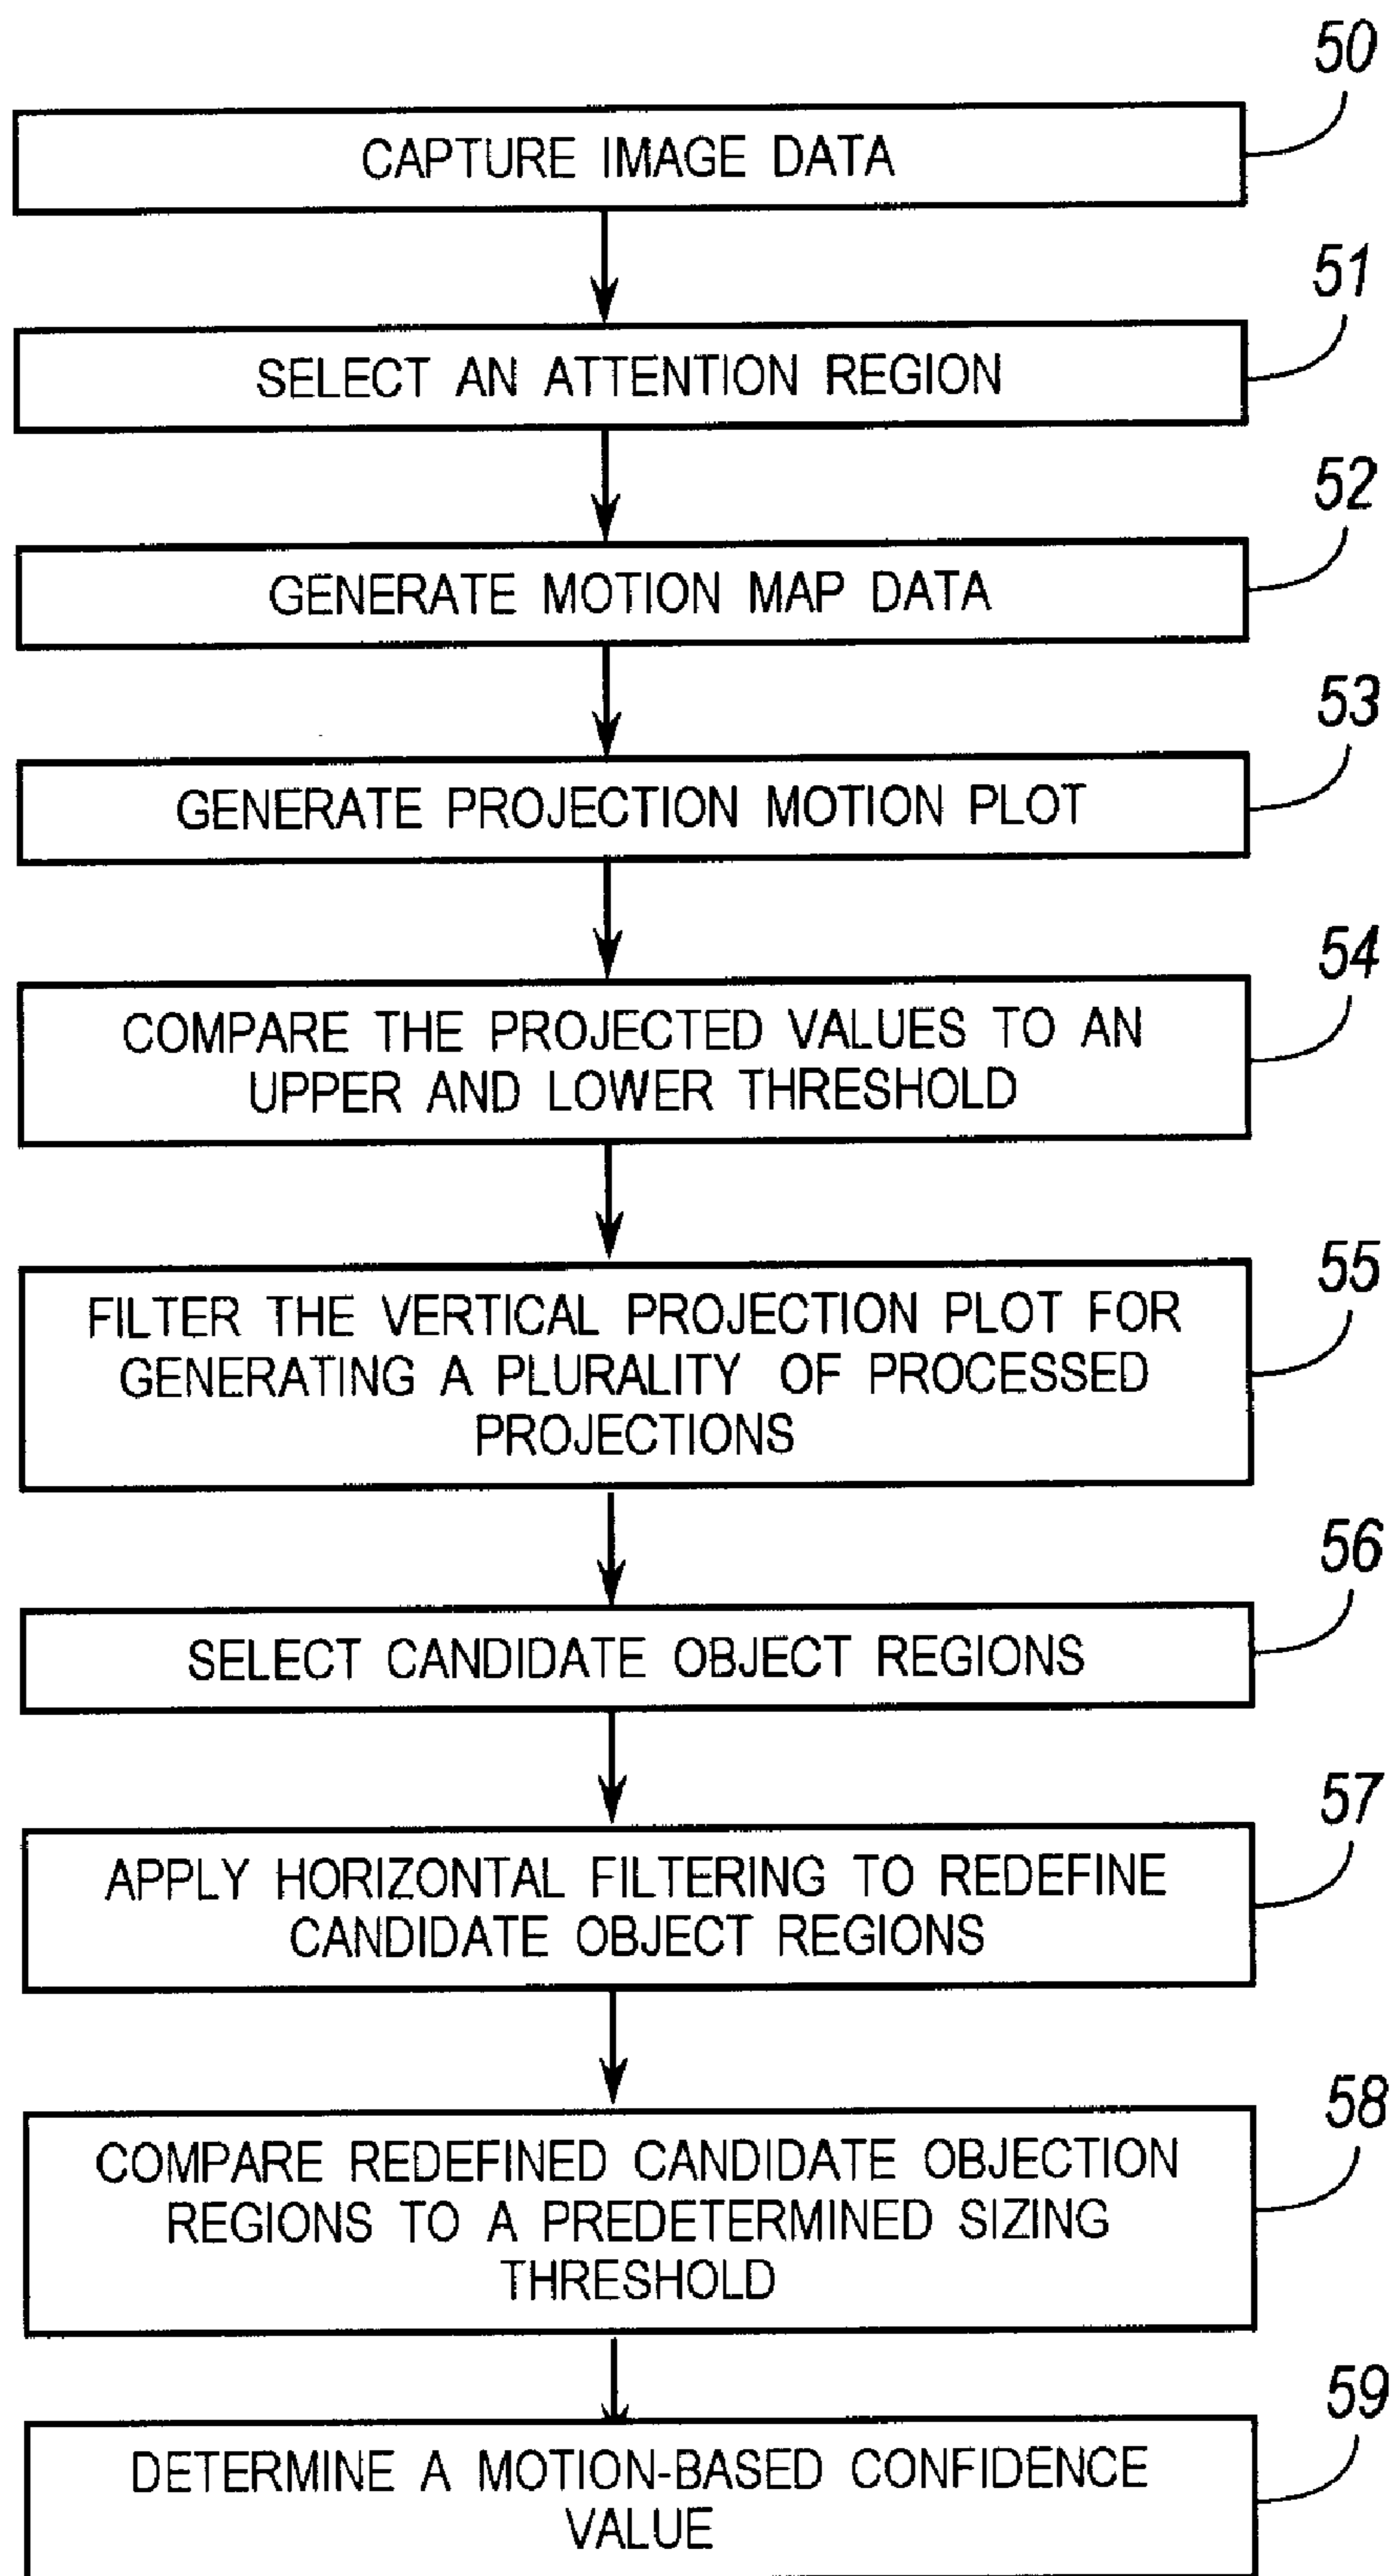 50
CAPTURE IMAGE DATA
51
SELECT AN ATTENTION REGION
52
GENERATE MOTION MAP DATA
53
GENERATE PROJECTION MOTION PLOT
54
COMPARE THE PROJECTED VALUES TO AN
UPPER AND LOWER THRESHOLD
55
FILTER THE VERTICAL PROJECTION PLOT FOR
GENERATING A PLURALITY OF PROCESSED
PROJECTIONS
56
SELECT CANDIDATE OBJECT REGIONS
57
APPLY HORIZONTAL FILTERING TO REDEFINE
CANDIDATE OBJECT REGIONS
58
COMPARE REDEFINED CANDIDATE OBJECTION
REGIONS TO A PREDETERMINED SIZING
THRESHOLD
59
DETERMINE A MOTION-BASED CONFIDENCE
VALUE